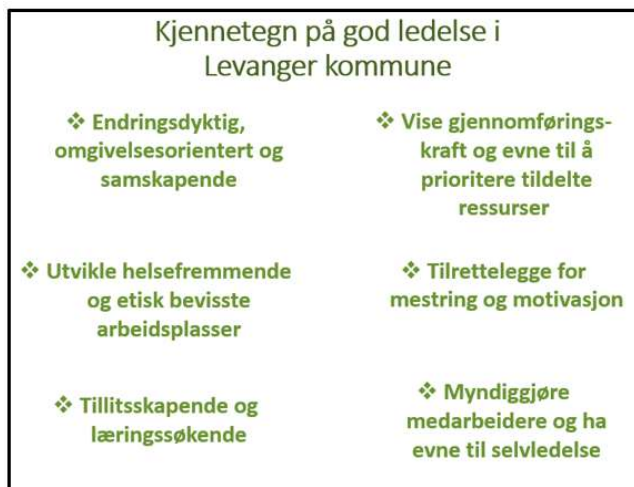 Kjennetegn på god ledelse i
Levanger kommune
❖ Endringsdyktig,
omgivelsesorientert og
samskapende
❖ Vise gjennomførings-
kraft og evne til å
prioritere tildelte
ressurser
❖ Utvikle helsefremmende
og etisk bevisste
arbeidsplasser
❖ Tilrettelegge for
mestring og motivasjon
❖ Tillitsskapende og
læringssøkende
❖ Myndiggjøre
medarbeidere og ha
evne til selvledelse